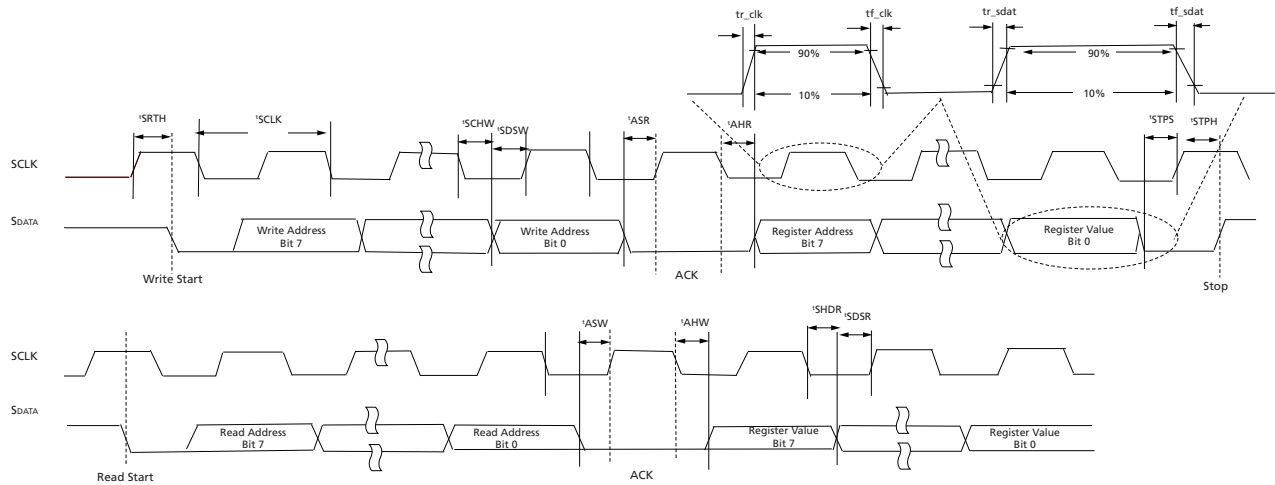 tr_clk tf_clk tr_sdat tf_sdat
90% 90%
10% 10%
tSRTH tSCLK tSCHW tSDSW tASR tAHR tSTPS tSTPH
SCLK
SDATA
Write Address
Bit 7
Write Address
Bit 0
Register Address
Bit 7
Register Value
Bit 0
Write Start ACK Stop
tASW tAHW tSHDR tSDSR
SCLK
SDATA
Read Address
Bit 7
Read Address
Bit 0
Register Value
Bit 7
Register Value
Bit 0
Read Start ACK